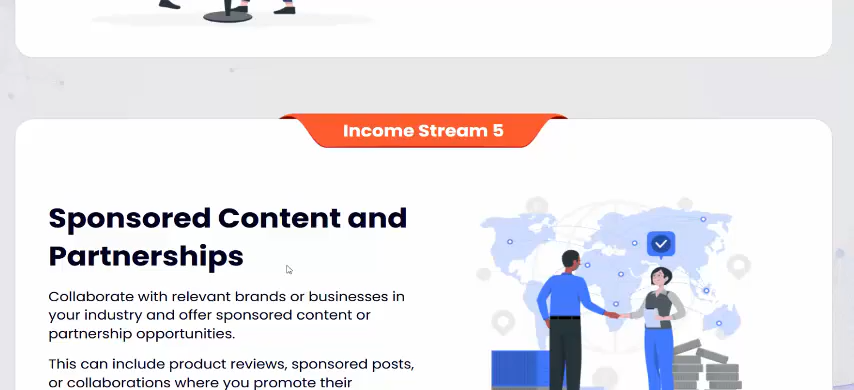 Income Stream 5
Sponsored Content and
Partnerships
Collaborate with relevant brands or businesses in
your industry and offer sponsored content or
partnership opportunities.
This can include product reviews, sponsored posts,
or collaborations where you promote their